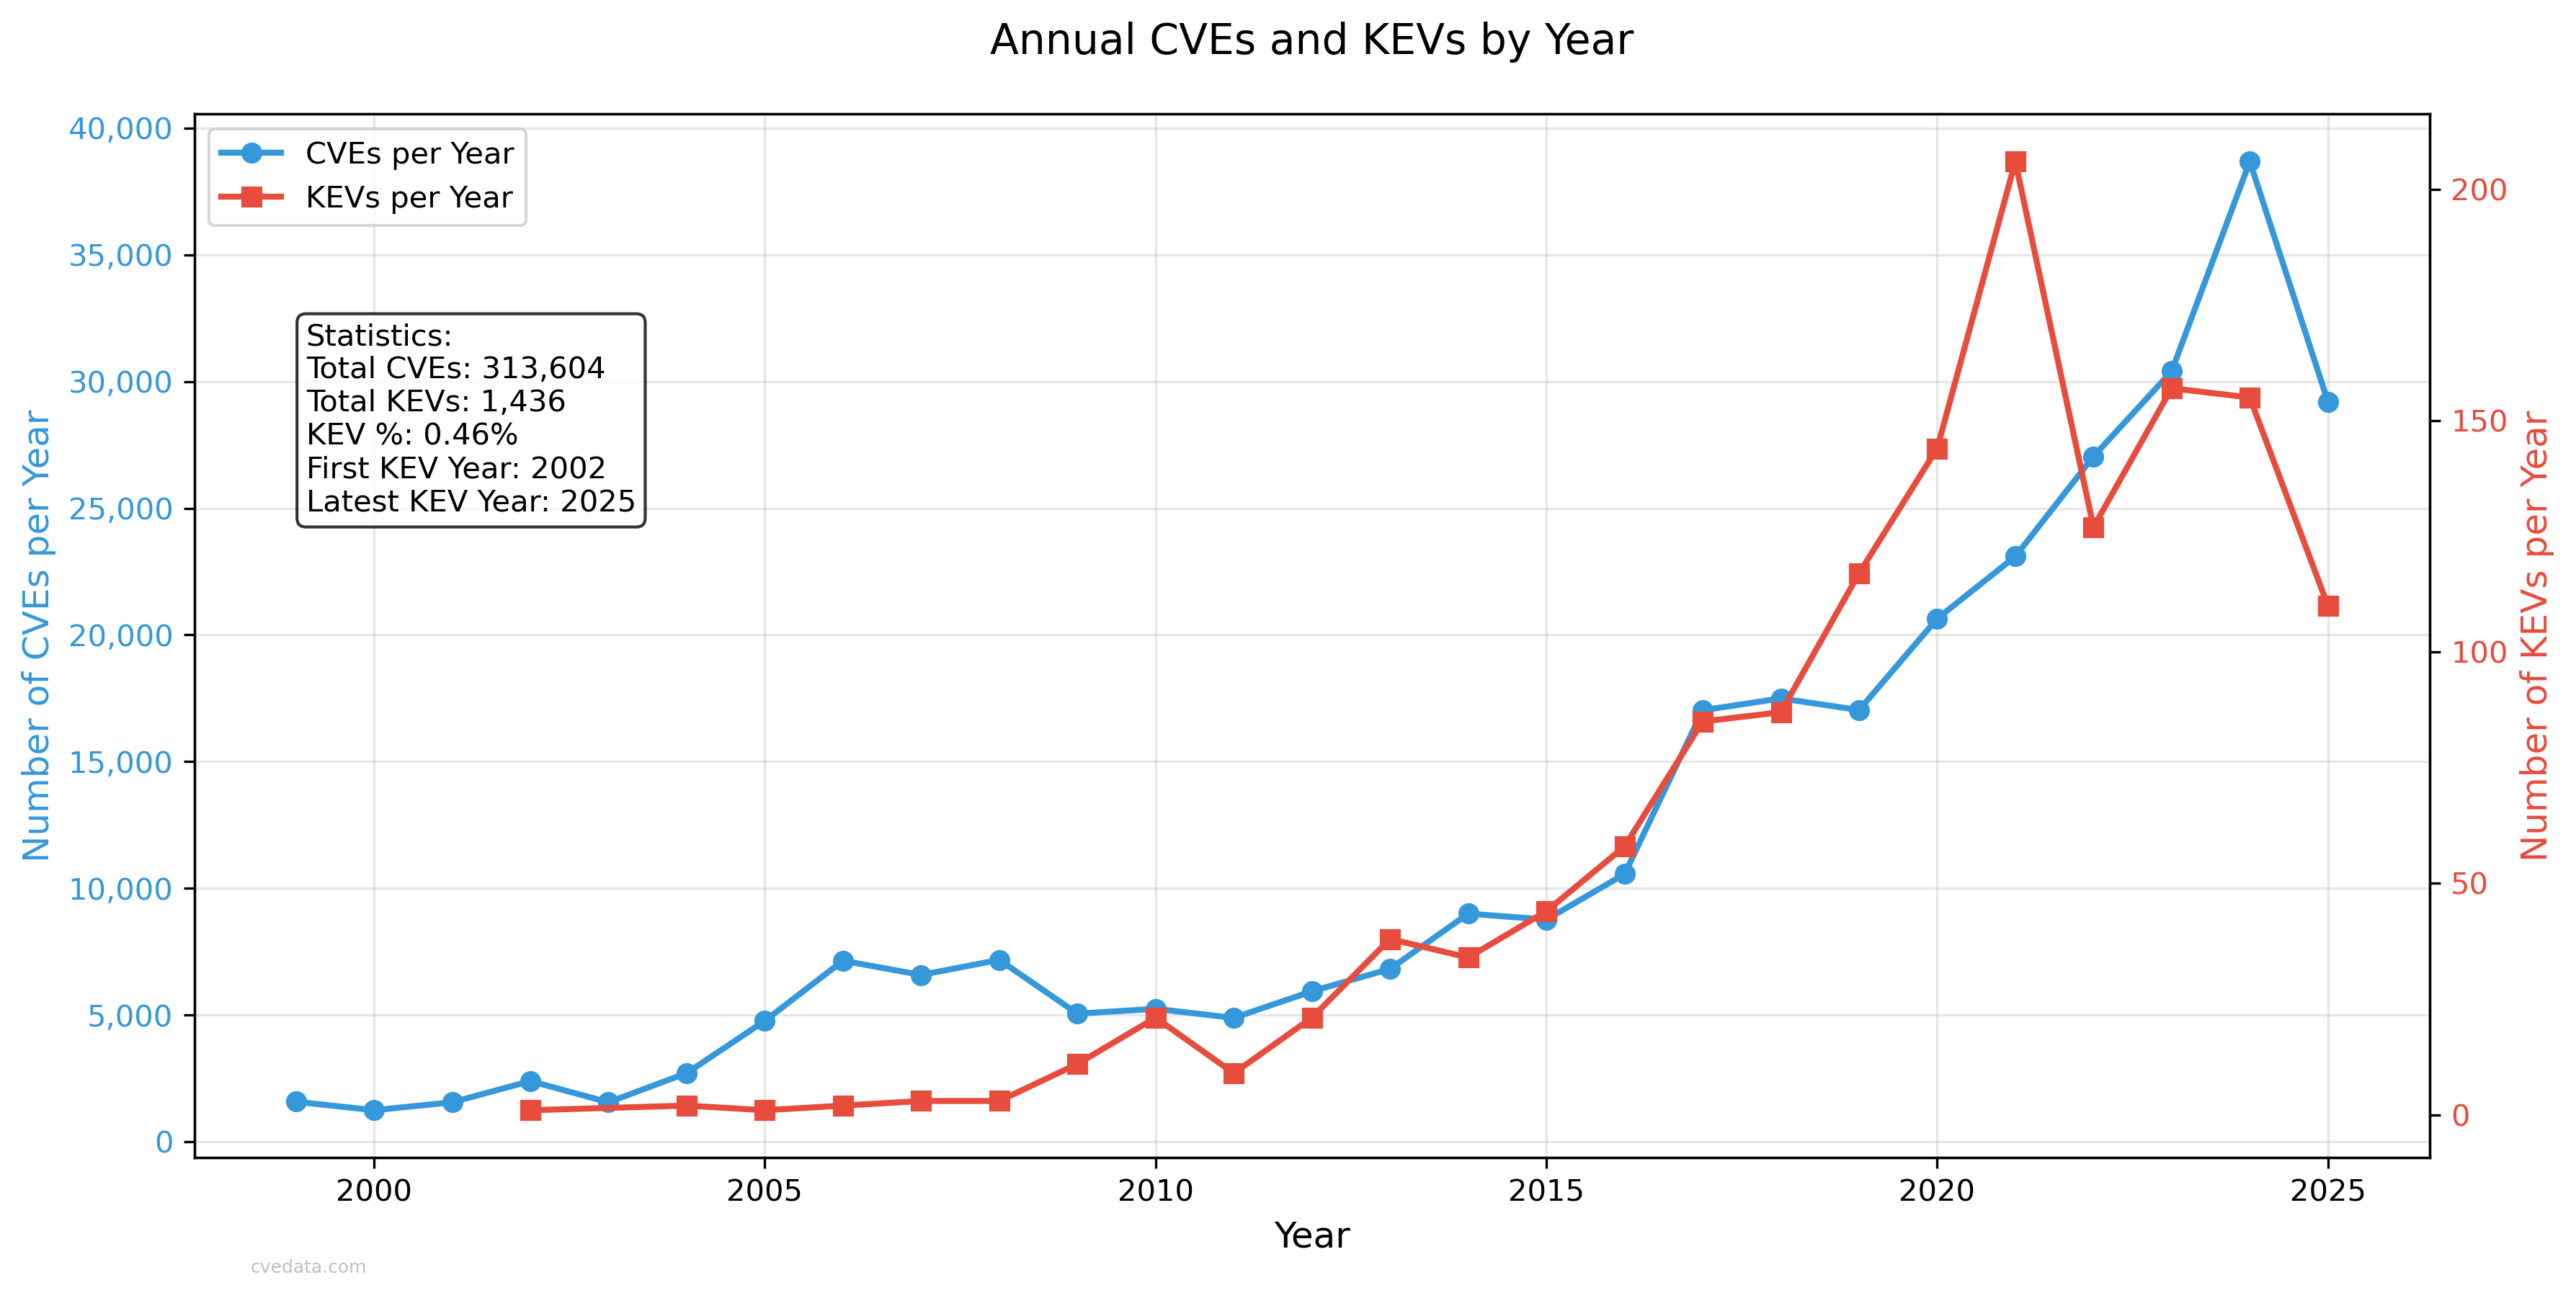 Annual CVEs and KEVs by Year
CVEs per Year
KEVs per Year
Statistics:
Total CVEs: 313,604
Total KEVs: 1,436
KEV %: 0.46%
First KEV Year: 2002
Latest KEV Year: 2025
Number of CVEs per Year
40,000
35,000
30,000
25,000
20,000
15,000
10,000
5,000
0
200
150
100
50
0
Number of KEVs per Year
2000
2005
2010
2015
2020
2025
Year
cvedata.com